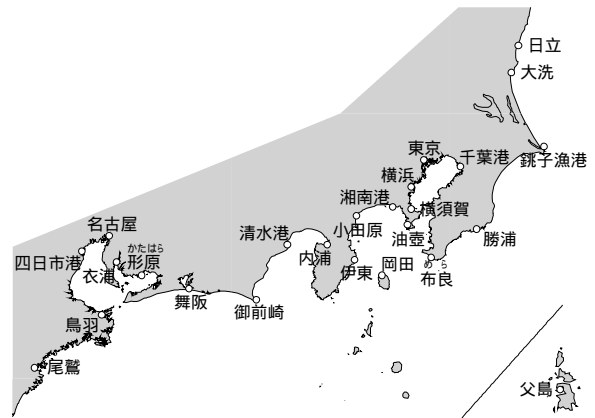 日立
大洗
銚子漁港
東京
千葉港
横浜
湘南港
横須賀
小田原
油壺
勝浦
清水港
内浦
伊東
岡田
めら
布良
名古屋
かたはら
形原
四日市港
衣浦
舞阪
御前崎
鳥羽
尾鷲
父島